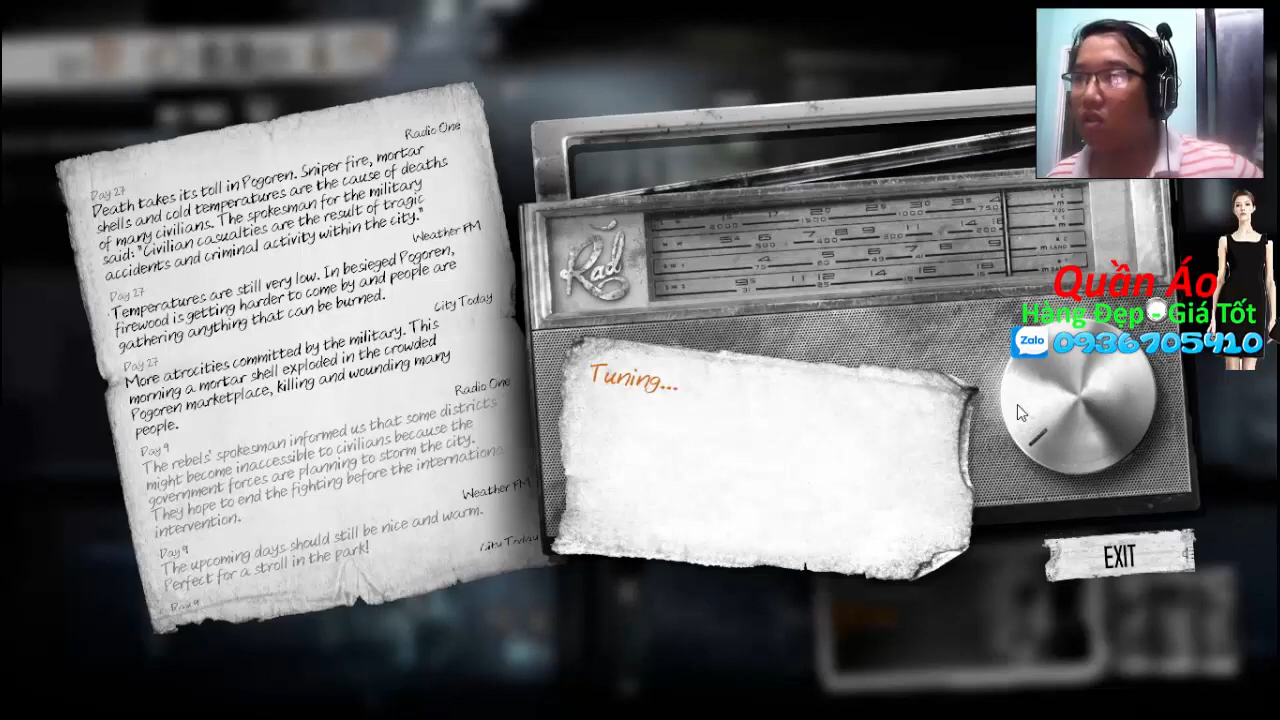 Radio One
Day 27
Death takes its toll in Pogoren. Sniper fire, mortar
shells and cold temperatures are the cause of deaths
of many civilians. The spokesman for the military
said: "Civilian casualties are the result of tragic
accidents and criminal activity within the city."
Weather FM
Day 27
Temperatures are still very low. In besieged Pogoren,
firewood is getting harder to come by and people are
gathering anything that can be burned.
City Today
Day 27
More atrocities committed by the military. This
morning a mortar shell exploded in the crowded
Pogoren marketplace, killing and wounding many
people.
Radio One
Day 9
The rebels' spokesman informed us that some districts
might become inaccessible to civilians because the
government forces are planning to storm the city.
They hope to end the fighting before the internationa
intervention.
Weather FM
Day 9
The upcoming days should still be nice and warm.
Perfect for a stroll in the park!
City Today
Day 9
Rad
Tuning...
Quần Áo
Hàng Đẹp - Giá Tốt
Zalo 0936705410
EXIT